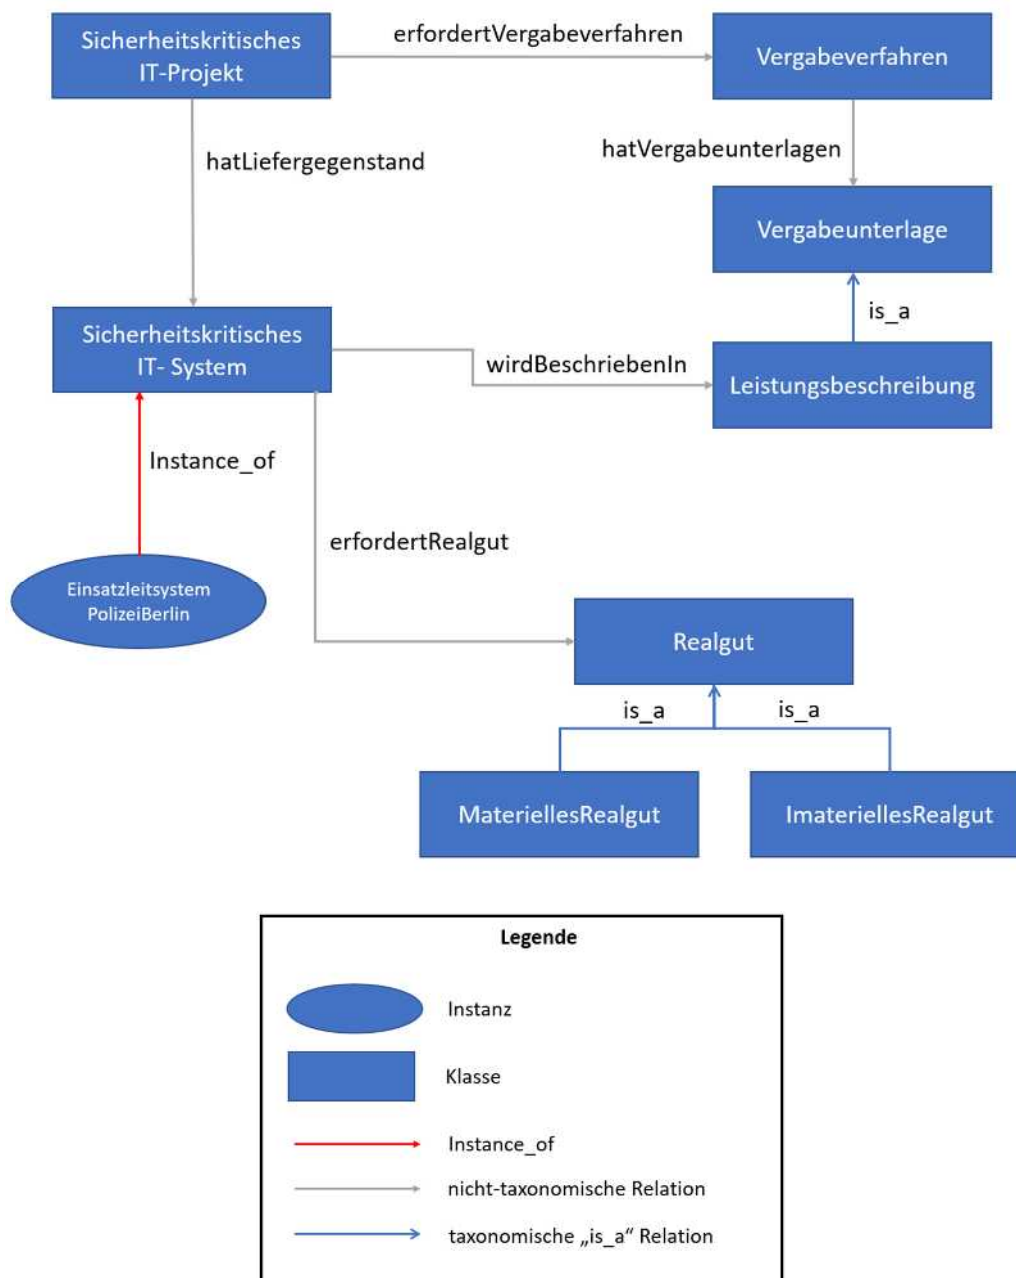 Sicherheitskritisches
IT-Projekt
erfordertVergabeverfahren
Vergabeverfahren
hatLiefergegenstand
hatVergabeunterlagen
Vergabeunterlage
is_a
Sicherheitskritisches
IT- System
wirdBeschriebenIn
Leistungsbeschreibung
Instance_of
erfordertRealgut
Einsatzleitsystem
PolizeiBerlin
Realgut
is_a
is_a
MateriellesRealgut
ImateriellesRealgut
Legende
Instanz
Klasse
Instance_of
nicht-taxonomische Relation
taxonomische „is_a“ Relation